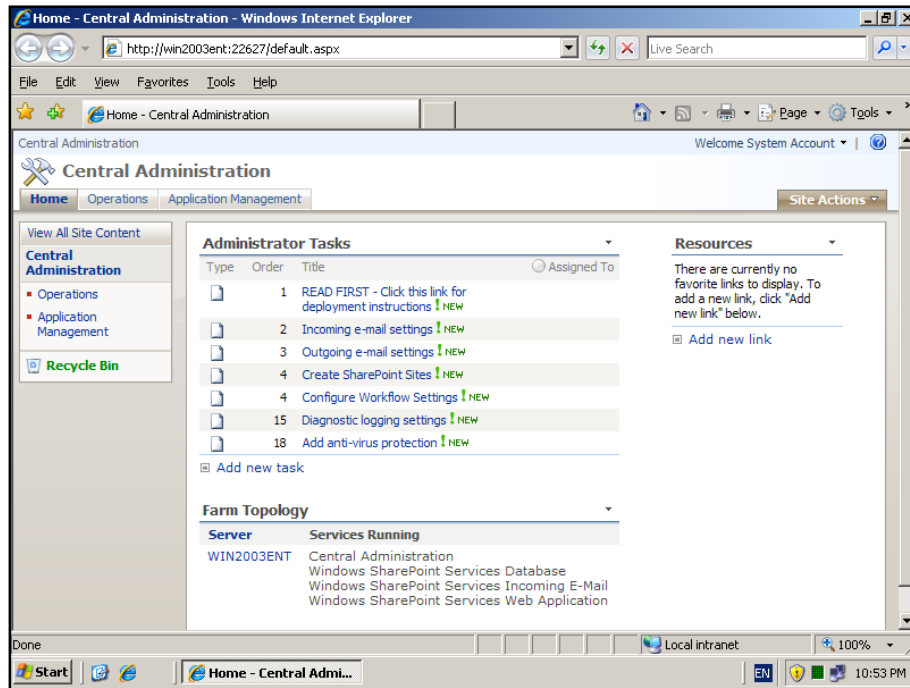 Home - Central Administration - Windows Internet Explorer
http://win2003ent:22627/default.aspx
Live Search
File Edit View Favorites Tools Help
Home - Central Administration
Page Tools
Central Administration
Welcome System Account
Central Administration
Home Operations Application Management
Site Actions
View All Site Content
Central
Administration
Operations
Application
Management
Recycle Bin
Administrator Tasks
Type Order Title Assigned To
1 READ FIRST - Click this link for
deployment instructions ! NEW
2 Incoming e-mail settings ! NEW
3 Outgoing e-mail settings ! NEW
4 Create SharePoint Sites ! NEW
4 Configure Workflow Settings ! NEW
15 Diagnostic logging settings ! NEW
18 Add anti-virus protection ! NEW
Add new task
Farm Topology
Server Services Running
WIN2003ENT Central Administration
Windows SharePoint Services Database
Windows SharePoint Services Incoming E-Mail
Windows SharePoint Services Web Application
Resources
There are currently no
favorite links to display. To
add a new link, click "Add
new link" below.
Add new link
Done
Local intranet
100%
Start
Home - Central Admi...
EN
10:53 PM